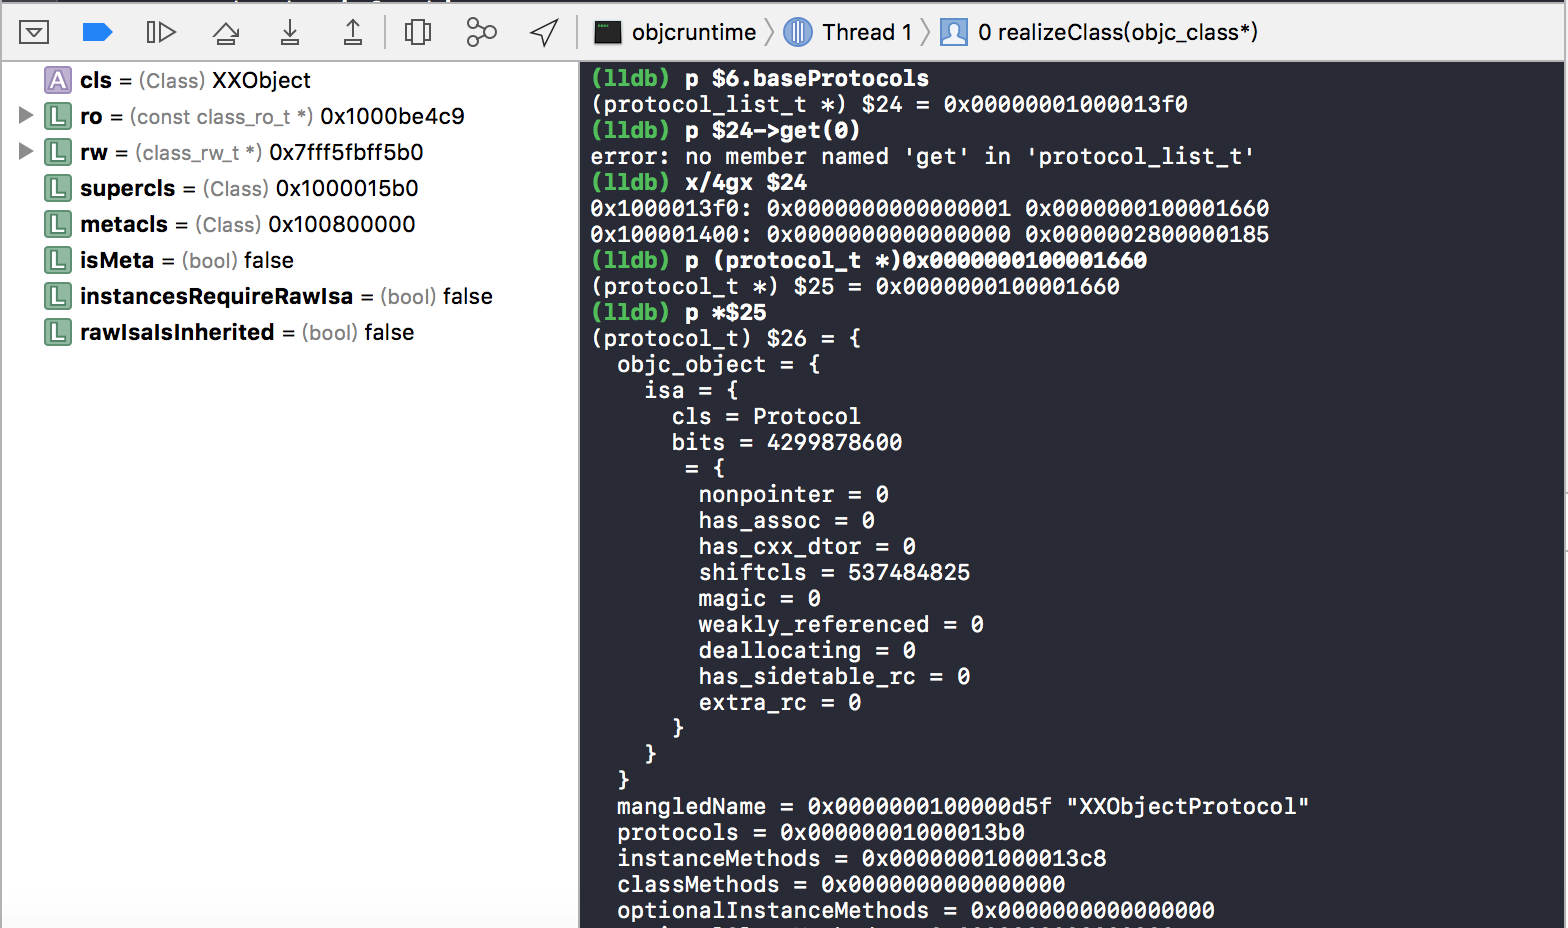 objcruntime Thread 1 0 realizeClass(objc_class*)
A cls = (Class) XXObject
L ro = (const class_ro_t *) 0x1000be4c9
L rw = (class_rw_t *) 0x7fff5fbff5b0
L supercls = (Class) 0x1000015b0
L metacls = (Class) 0x100800000
L isMeta = (bool) false
L instancesRequireRawIsa = (bool) false
L rawIsaIsInherited = (bool) false
(lldb) p $6.baseProtocols
(protocol_list_t *) $24 = 0x00000001000013f0
(lldb) p $24->get(0)
error: no member named 'get' in 'protocol_list_t'
(lldb) x/4gx $24
0x1000013f0: 0x0000000000000001 0x0000000100001660
0x100001400: 0x0000000000000000 0x0000002800000185
(lldb) p (protocol_t *)0x0000000100001660
(protocol_t *) $25 = 0x0000000100001660
(lldb) p *$25
(protocol_t) $26 = {
objc_object = {
isa = {
cls = Protocol
bits = 4299878600
= {
nonpointer = 0
has_assoc = 0
has_cxx_dtor = 0
shiftcls = 537484825
magic = 0
weakly_referenced = 0
deallocating = 0
has_sidetable_rc = 0
extra_rc = 0
}
}
}
mangledName = 0x0000000100000d5f "XXObjectProtocol"
protocols = 0x00000001000013b0
instanceMethods = 0x00000001000013c8
classMethods = 0x0000000000000000
optionalInstanceMethods = 0x0000000000000000